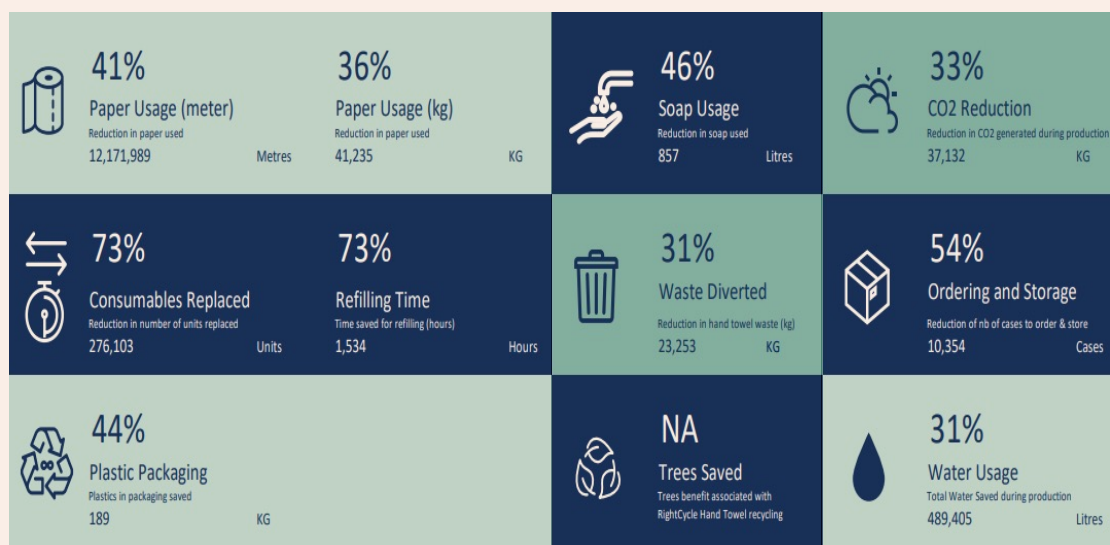 41%
Paper Usage (meter)
Reduction in paper used
12,171,989 Metres
36%
Paper Usage (kg)
Reduction in paper used
41,235 KG
46%
Soap Usage
Reduction in soap used
857 Litres
33%
CO2 Reduction
Reduction in CO2 generated during production
37,132 KG
73%
Consumables Replaced
Reduction in number of units replaced
276,103 Units
73%
Refilling Time
Time saved for refilling (hours)
1,534 Hours
31%
Waste Diverted
Reduction in hand towel waste (kg)
23,253 KG
54%
Ordering and Storage
Reduction of nb of cases to order & store
10,354 Cases
44%
Plastic Packaging
Plastics in packaging saved
189 KG
NA
Trees Saved
Trees benefit associated with
RightCycle Hand Towel recycling
31%
Water Usage
Total Water Saved during production
489,405 Litres